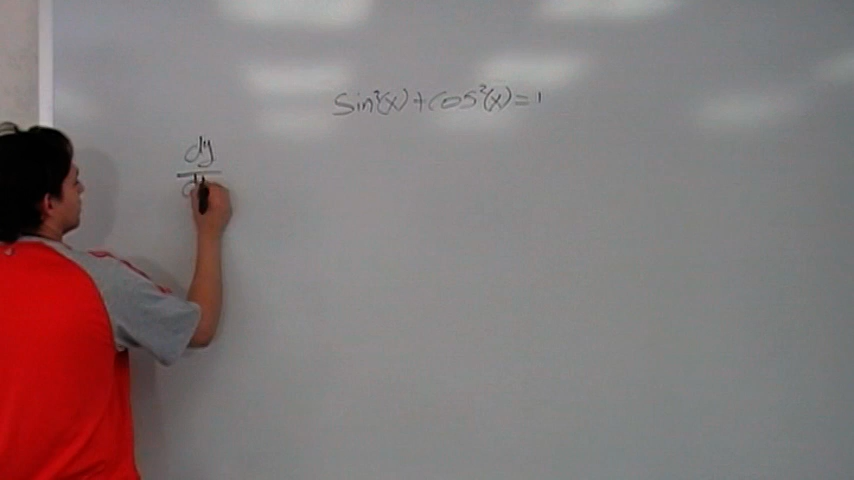 Sin²(x) + Cos²(x) = 1
dy
d